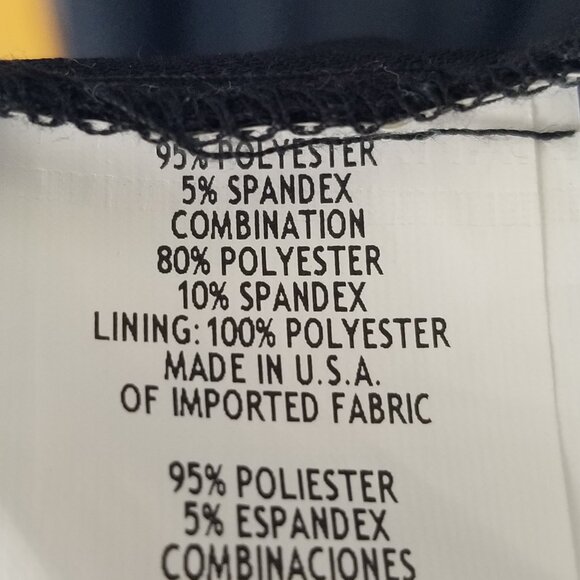 95% POLYESTER
5% SPANDEX
COMBINATION
80% POLYESTER
10% SPANDEX
LINING: 100% POLYESTER
MADE IN U.S.A.
OF IMPORTED FABRIC
95% POLIESTER
5% ESPANDEX
COMBINACIONES